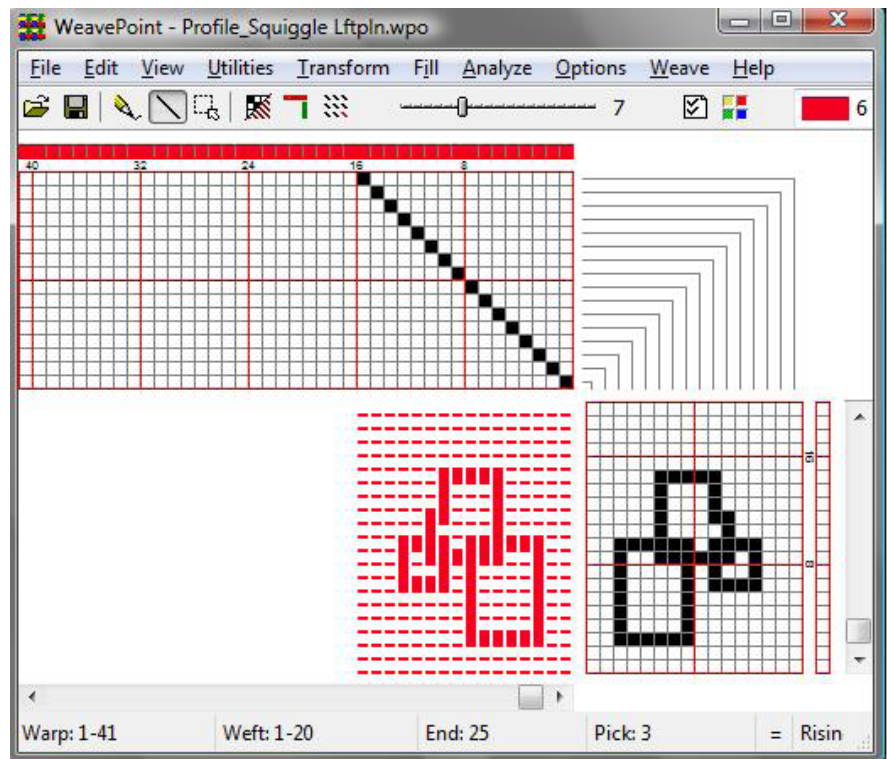 WeavePoint - Profile_Squiggle Lftpln.wpo
File Edit View Utilities Transform Fill Analyze Options Weave Help
7 6
40 32 24 16 8
16
8
Warp: 1-41 Weft: 1-20 End: 25 Pick: 3 = Risin